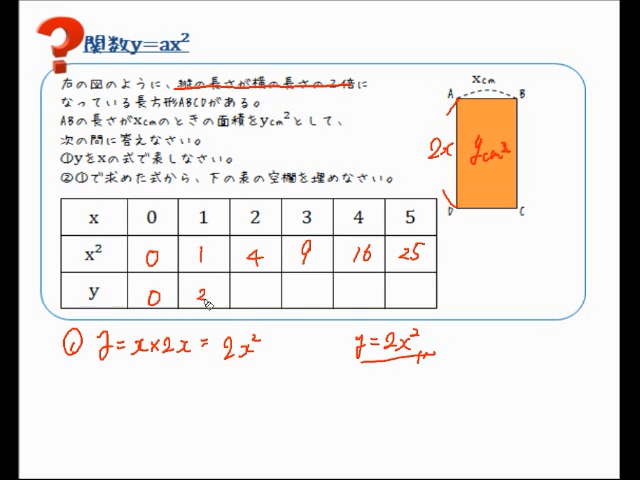 ?
関数y=ax²
右の図のように、縦の長さが横の長さの2倍に
なっている長方形ABCDがある。
ABの長さがxcmのときの面積をycm²として、
次の問に答えなさい。
①yをxの式で表しなさい。
②①で求めた式から、下の表の空欄を埋めなさい。
xcm
A B
2x ycm²
D C
x 0 1 2 3 4 5
x² 0 1 4 9 16 25
y 0 2
① y=x×2x=2x² y=2x²